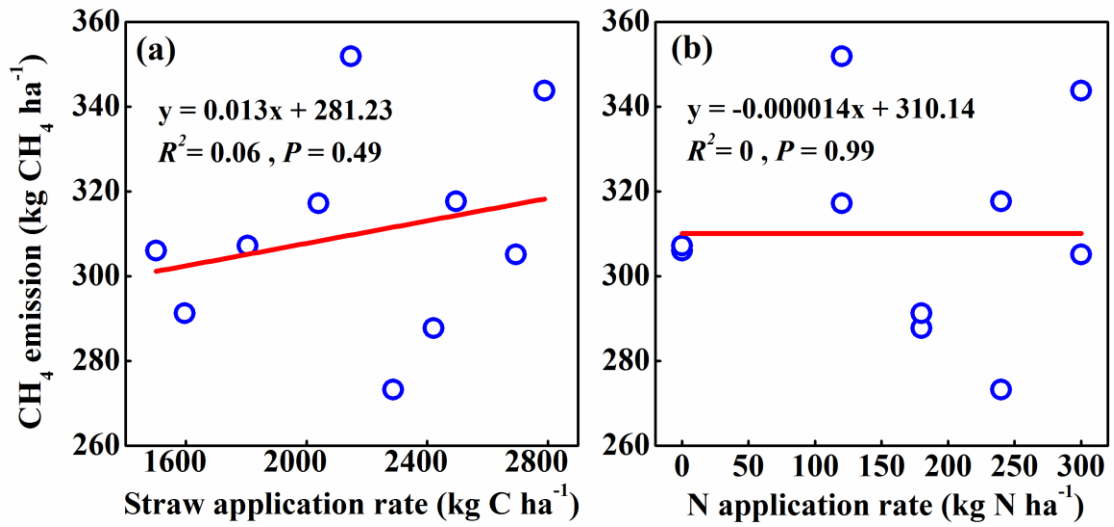 CH₄ emission (kg CH₄ ha⁻¹)
360
340
320
300
280
260
(a)
y = 0.013x + 281.23
R²= 0.06 , P = 0.49
1600 2000 2400 2800
Straw application rate (kg C ha⁻¹)
360
340
320
300
280
260
(b)
y = -0.000014x + 310.14
R²= 0 , P = 0.99
0 50 100 150 200 250 300
N application rate (kg N ha⁻¹)